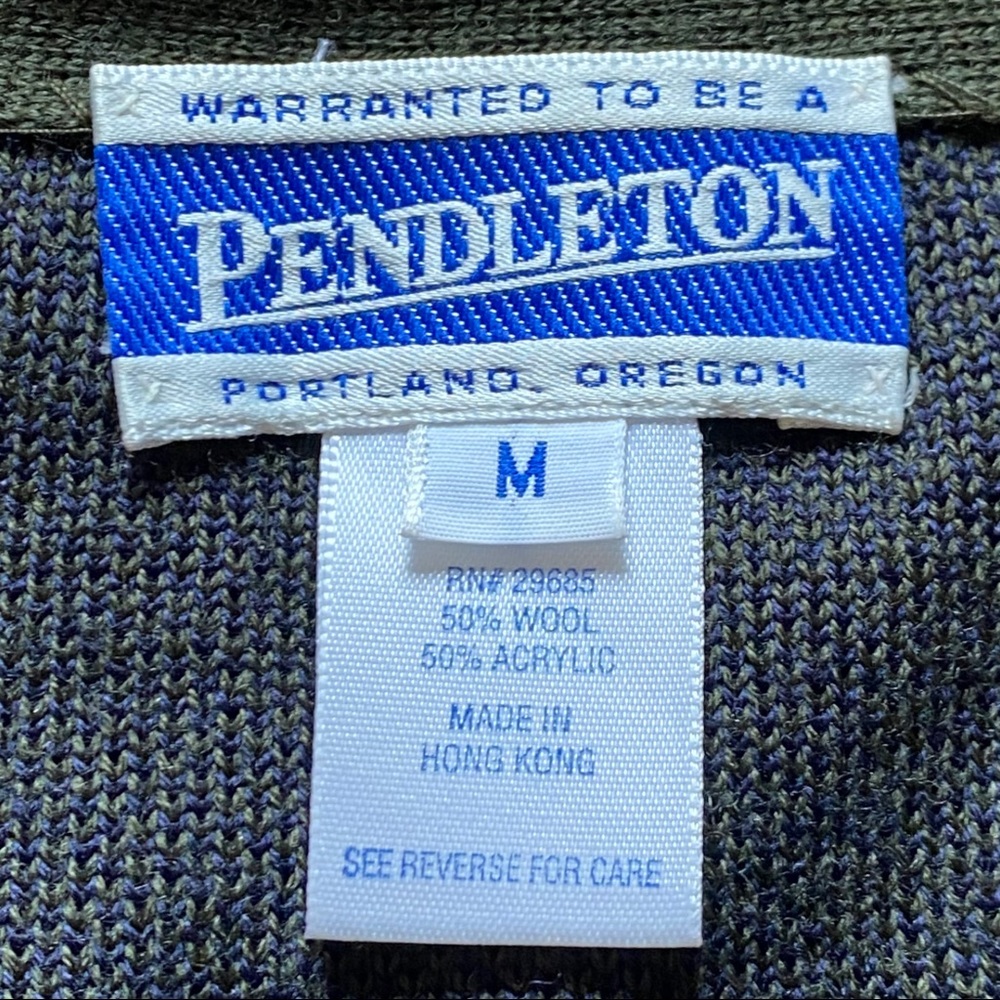 WARRANTED TO BE A
PENDLETON
PORTLAND, OREGON
M
RN# 29685
50% WOOL
50% ACRYLIC
MADE IN
HONG KONG
SEE REVERSE FOR CARE